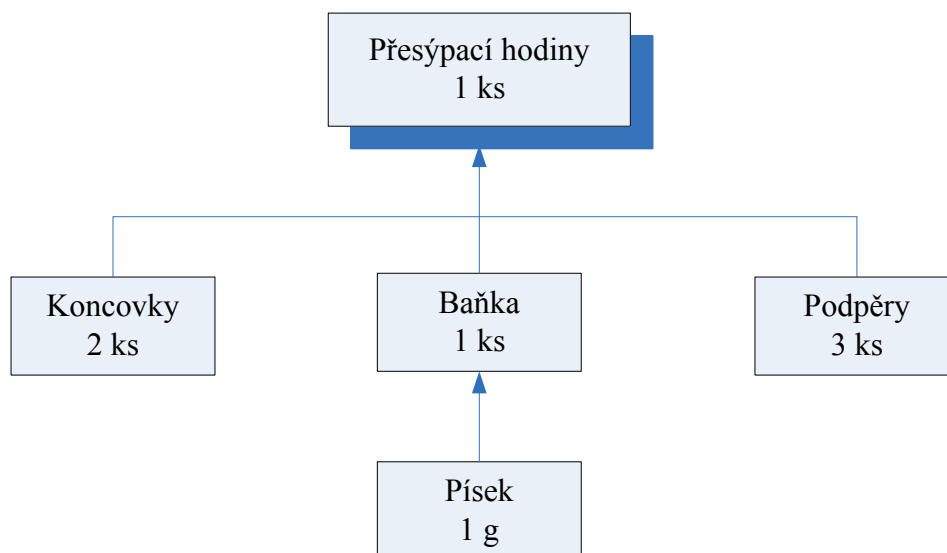 Přesýpací hodiny
1 ks
Koncovky
2 ks
Baňka
1 ks
Podpěry
3 ks
Písek
1 g